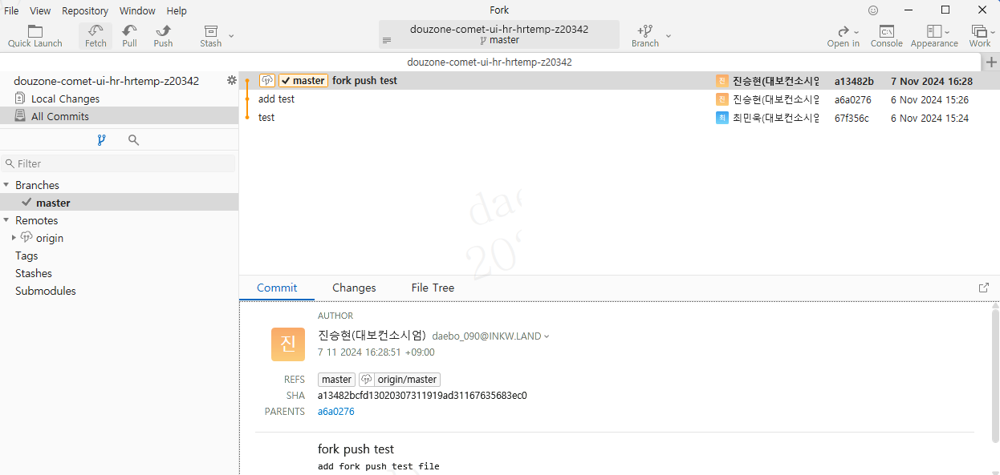 File View Repository Window Help
Fork
Quick Launch Fetch Pull Push Stash
douzone-comet-ui-hr-hrtemp-z20342
master
Branch Open in Console Appearance Work
douzone-comet-ui-hr-hrtemp-z20342
douzone-comet-ui-hr-hrtemp-z20342
Local Changes
All Commits
Filter
Branches
master
Remotes
origin
Tags
Stashes
Submodules
master fork push test 진 진승현(대보컨소시엄 a13482b 7 Nov 2024 16:28
add test 진 진승현(대보컨소시엄 a6a0276 6 Nov 2024 15:26
test 최 최민욱(대보컨소시엄 67f356c 6 Nov 2024 15:24
Commit Changes File Tree
AUTHOR
진
진승현(대보컨소시엄) daebo_090@INKW.LAND
7 11 2024 16:28:51 +09:00
REFS master origin/master
SHA a13482bcfd13020307311919ad31167635683ec0
PARENTS a6a0276
fork push test
add fork push test file